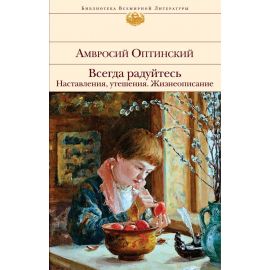 Библиотека Всемирной Литературы
Амвросий Оптинский
Всегда радуйтесь
Наставления, утешения. Жизнеописание